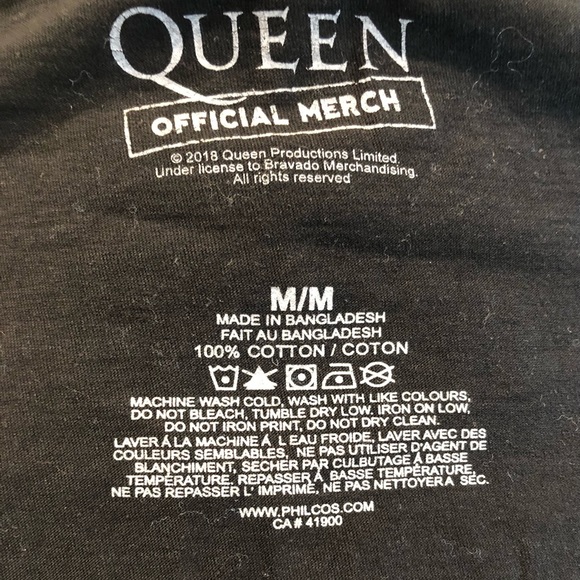 QUEEN
OFFICIAL MERCH
© 2018 Queen Productions Limited.
Under license to Bravado Merchandising.
All rights reserved
M/M
MADE IN BANGLADESH
FAIT AU BANGLADESH
100% COTTON / COTON
MACHINE WASH COLD, WASH WITH LIKE COLOURS,
DO NOT BLEACH, TUMBLE DRY LOW. IRON ON LOW,
DO NOT IRON PRINT, DO NOT DRY CLEAN.
LAVER Á LA MACHINE Á L EAU FROIDE, LAVER AVEC DES
COULEURS SEMBLABLES, NE PAS UTILISER D'AGENT DE
BLANCHIMENT, SECHER PAR CULBUTAGE Á BASSE
TEMPÉRATURE, REPASSER Á BASSE TEMPÉRATURE,
NE PAS REPASSER L' IMPRIMÉ, NE PAS NETTOYER A SEC.
WWW.PHILCOS.COM
CA # 41900